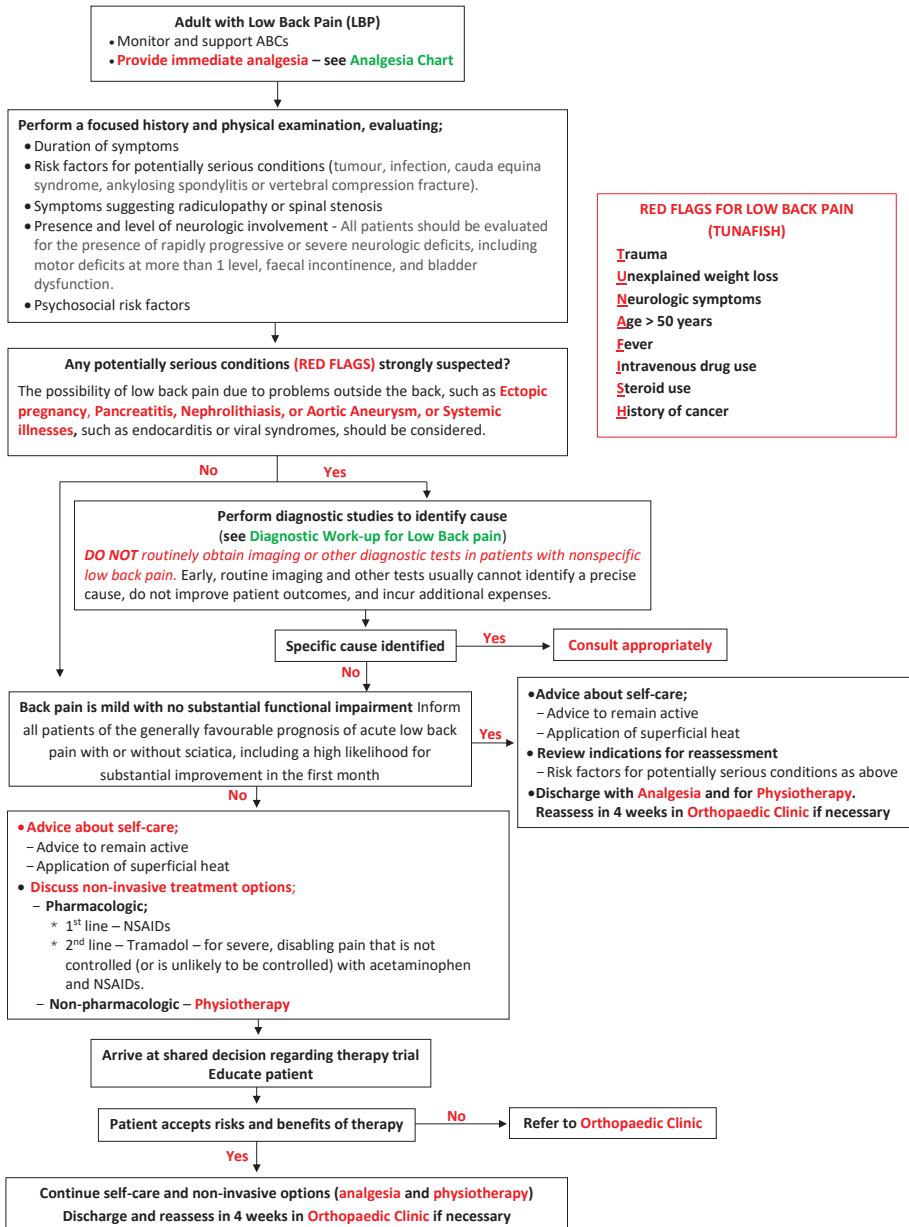 Adult with Low Back Pain (LBP)
• Monitor and support ABCs
• Provide immediate analgesia – see Analgesia Chart
Perform a focused history and physical examination, evaluating;
• Duration of symptoms
• Risk factors for potentially serious conditions (tumour, infection, cauda equina
syndrome, ankylosing spondylitis or vertebral compression fracture).
• Symptoms suggesting radiculopathy or spinal stenosis
• Presence and level of neurologic involvement - All patients should be evaluated
for the presence of rapidly progressive or severe neurologic deficits, including
motor deficits at more than 1 level, faecal incontinence, and bladder
dysfunction.
• Psychosocial risk factors
RED FLAGS FOR LOW BACK PAIN
(TUNAFISH)
Trauma
Unexplained weight loss
Neurologic symptoms
Age > 50 years
Fever
Intravenous drug use
Steroid use
History of cancer
Any potentially serious conditions (RED FLAGS) strongly suspected?
The possibility of low back pain due to problems outside the back, such as Ectopic
pregnancy, Pancreatitis, Nephrolithiasis, or Aortic Aneurysm, or Systemic
illnesses, such as endocarditis or viral syndromes, should be considered.
No
Yes
Perform diagnostic studies to identify cause
(see Diagnostic Work-up for Low Back pain)
DO NOT routinely obtain imaging or other diagnostic tests in patients with nonspecific
low back pain. Early, routine imaging and other tests usually cannot identify a precise
cause, do not improve patient outcomes, and incur additional expenses.
Specific cause identified
Yes
Consult appropriately
No
Back pain is mild with no substantial functional impairment Inform
all patients of the generally favourable prognosis of acute low back
pain with or without sciatica, including a high likelihood for
substantial improvement in the first month
Yes
• Advice about self-care;
– Advice to remain active
– Application of superficial heat
• Review indications for reassessment
– Risk factors for potentially serious conditions as above
• Discharge with Analgesia and for Physiotherapy.
Reassess in 4 weeks in Orthopaedic Clinic if necessary
No
• Advice about self-care;
– Advice to remain active
– Application of superficial heat
• Discuss non-invasive treatment options;
– Pharmacologic;
* 1st line – NSAIDs
* 2nd line – Tramadol – for severe, disabling pain that is not
controlled (or is unlikely to be controlled) with acetaminophen
and NSAIDs.
– Non-pharmacologic – Physiotherapy
Arrive at shared decision regarding therapy trial
Educate patient
Patient accepts risks and benefits of therapy
No
Refer to Orthopaedic Clinic
Yes
Continue self-care and non-invasive options (analgesia and physiotherapy)
Discharge and reassess in 4 weeks in Orthopaedic Clinic if necessary